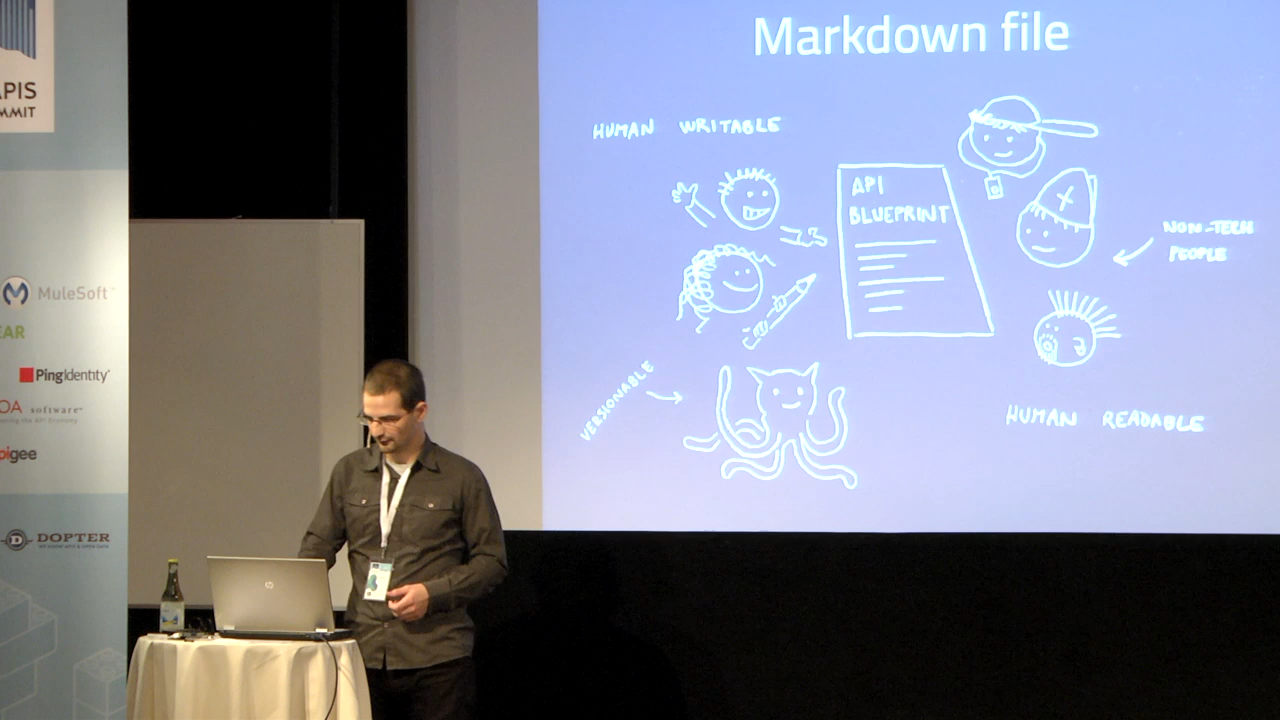 APIS
MMIT
MuleSoft
EAR
PingIdentity
OA software
pigee
DOPTER
hp
Markdown file
HUMAN WRITABLE
API
BLUEPRINT
NON-TECH
PEOPLE
VERSIONABLE
HUMAN READABLE